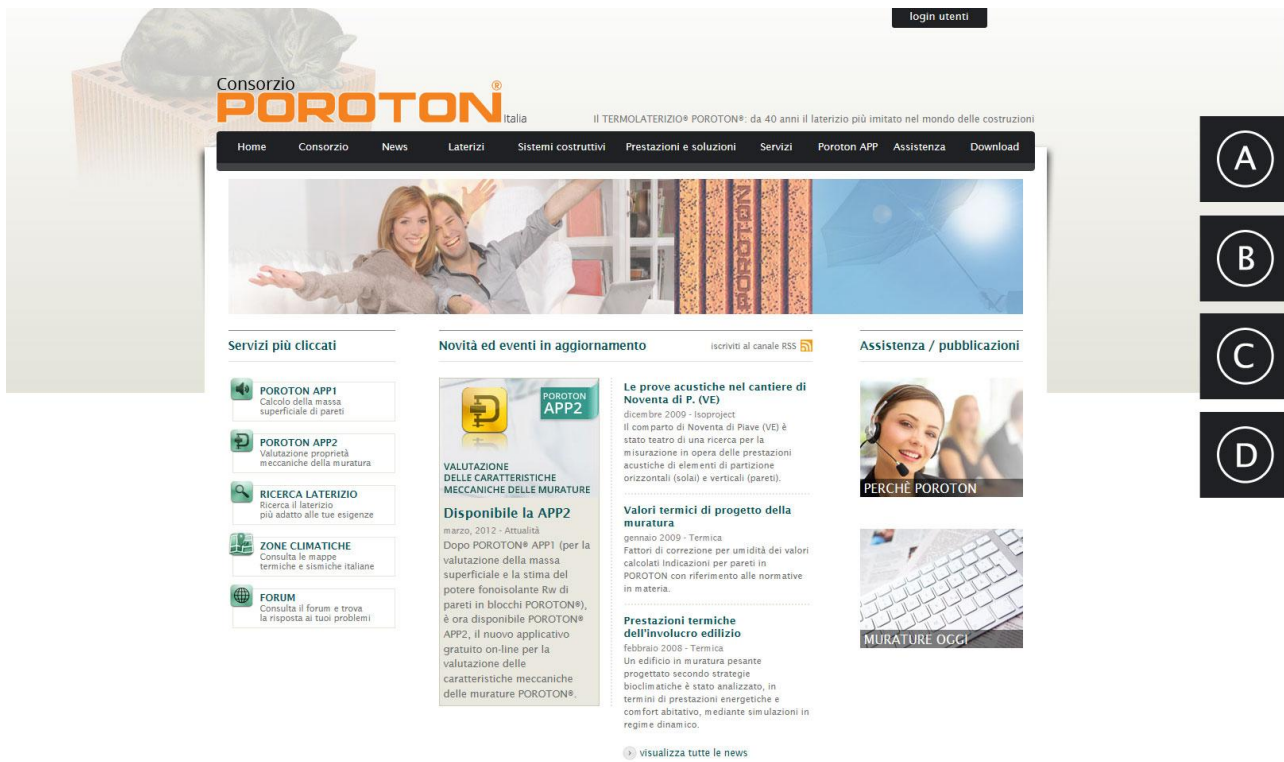 login utenti
Consorzio
POROTON®
Italia
Il TERMOLATERIZIO® POROTON®: da 40 anni il laterizio più imitato nel mondo delle costruzioni
Home Consorzio News Laterizi Sistemi costruttivi Prestazioni e soluzioni Servizi Poroton APP Assistenza Download
POROTON
A
B
C
D
Servizi più cliccati
POROTON APP1
Calcolo della massa
superficiale di pareti
POROTON APP2
Valutazione proprietà
meccaniche della muratura
RICERCA LATERIZIO
Ricerca il laterizio
più adatto alle tue esigenze
ZONE CLIMATICHE
Consulta le mappe
termiche e sismiche italiane
FORUM
Consulta il forum e trova
la risposta ai tuoi problemi
Novità ed eventi in aggiornamento
iscriviti al canale RSS
POROTON
APP2
VALUTAZIONE
DELLE CARATTERISTICHE
MECCANICHE DELLE MURATURE
Disponibile la APP2
marzo, 2012 - Attualità
Dopo POROTON® APP1 (per la
valutazione della massa
superficiale e la stima del
potere fonoisolante Rw di
pareti in blocchi POROTON®),
è ora disponibile POROTON®
APP2, il nuovo applicativo
gratuito on-line per la
valutazione delle
caratteristiche meccaniche
delle murature POROTON®.
Le prove acustiche nel cantiere di
Noventa di P. (VE)
dicembre 2009 - Isoproject
Il comparto di Noventa di Piave (VE) è
stato teatro di una ricerca per la
misurazione in opera delle prestazioni
acustiche di elementi di partizione
orizzontali (solai) e verticali (pareti).
Valori termici di progetto della
muratura
gennaio 2009 - Termica
Fattori di correzione per umidità dei valori
calcolati Indicazioni per pareti in
POROTON con riferimento alle normative
in materia.
Prestazioni termiche
dell'involucro edilizio
febbraio 2008 - Termica
Un edificio in muratura pesante
progettato secondo strategie
bioclimatiche è stato analizzato, in
termini di prestazioni energetiche e
comfort abitativo, mediante simulazioni in
regime dinamico.
visualizza tutte le news
Assistenza / pubblicazioni
PERCHÈ POROTON
MURATURE OGGI